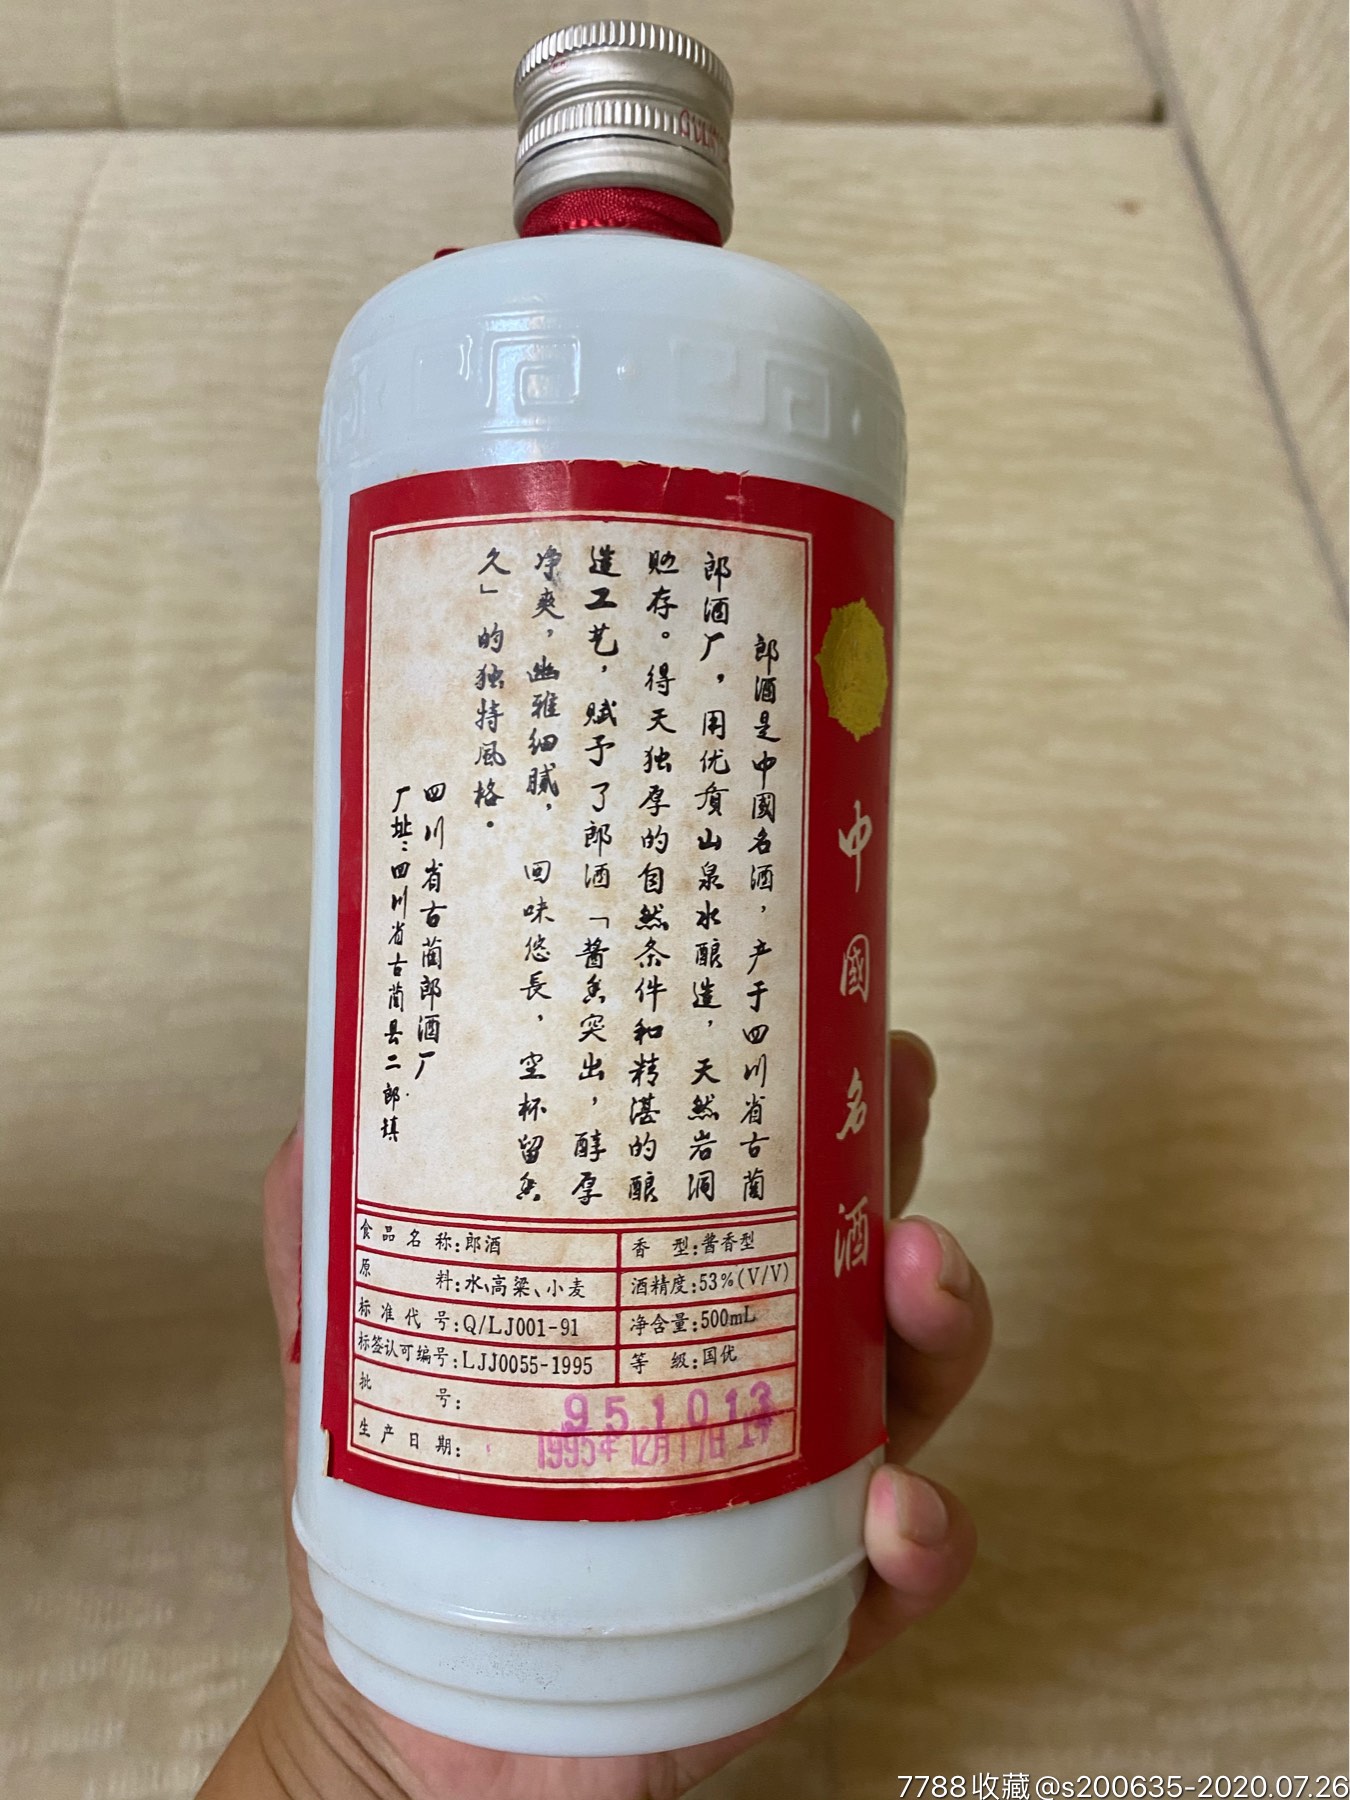 郎酒是中國名酒，产于四川省古蔺
郎酒厂，用优质山泉水酿造，天然岩洞
贮存。得天独厚的自然条件和精湛的酿
造工艺，赋予了郎酒「酱香突出，醇厚
净爽，幽雅细腻，回味悠長，空杯留香
久」的独特风格。
四川省古蔺郎酒厂
厂址：四川省古蔺县二郎镇
食品名称：郎酒
香型：酱香型
原料：水、高粱、小麦
酒精度：53%(V/V)
标准代号：Q/LJ001-91
净含量：500mL
标签认可编号：LJJ0055-1995
等级：国优
批号：951013
生产日期：1995年12月17日
中國名酒
7788收藏@s200635-2020.07.26